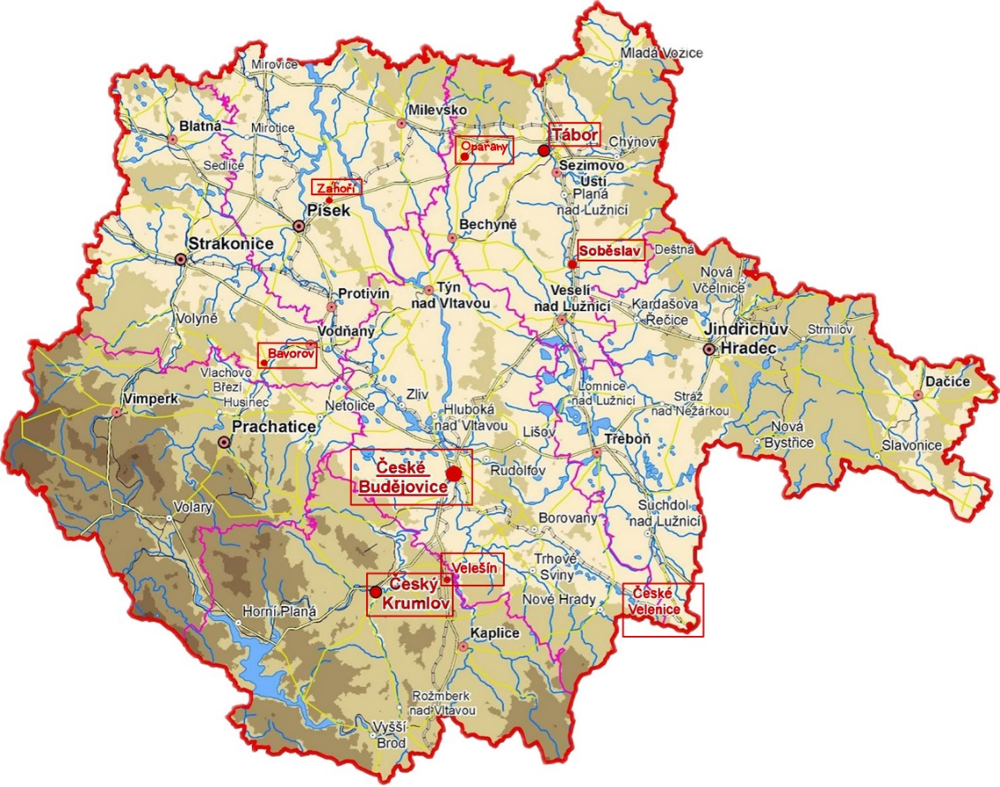 Mladá Vožice
Mirovice
Milevsko
Blatná
Mirotice
Tábor
Opařany
Chýnov
Sedlice
Sezimovo
Ústí
Záhoří
Planá
nad Lužnicí
Písek
Bechyně
Strakonice
Soběslav
Deštná
Nová
Včelnice
Protivín
Týn
nad Vltavou
Veselí
nad Lužnicí
Kardašova
Řečice
Volyně
Vodňany
Jindřichův
Hradec
Strmilov
Bavorov
Vlachovo
Březí
Husinec
Dačice
Vimperk
Netolice
Zliv
Hluboká
nad Vltavou
Lomnice
nad Lužnicí
Stráž
nad Nežárkou
Prachatice
Lišov
Třeboň
Nová
Bystřice
Slavonice
České
Budějovice
Rudolfov
Volary
Borovany
Suchdol
nad Lužnicí
Trhové
Sviny
Velešín
Český
Krumlov
Nové Hrady
České
Velenice
Horní Planá
Kaplice
Rožmberk
nad Vltavou
Vyšší
Brod